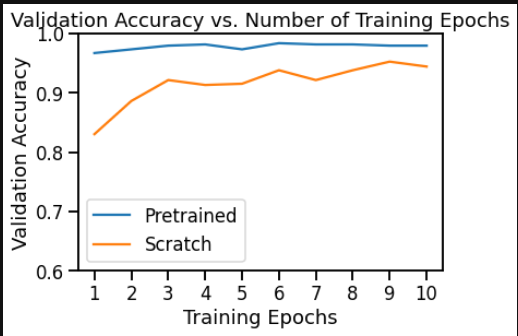 Validation Accuracy vs. Number of Training Epochs
1.0
0.9
0.8
0.7
0.6
Validation Accuracy
Pretrained
Scratch
1 2 3 4 5 6 7 8 9 10
Training Epochs